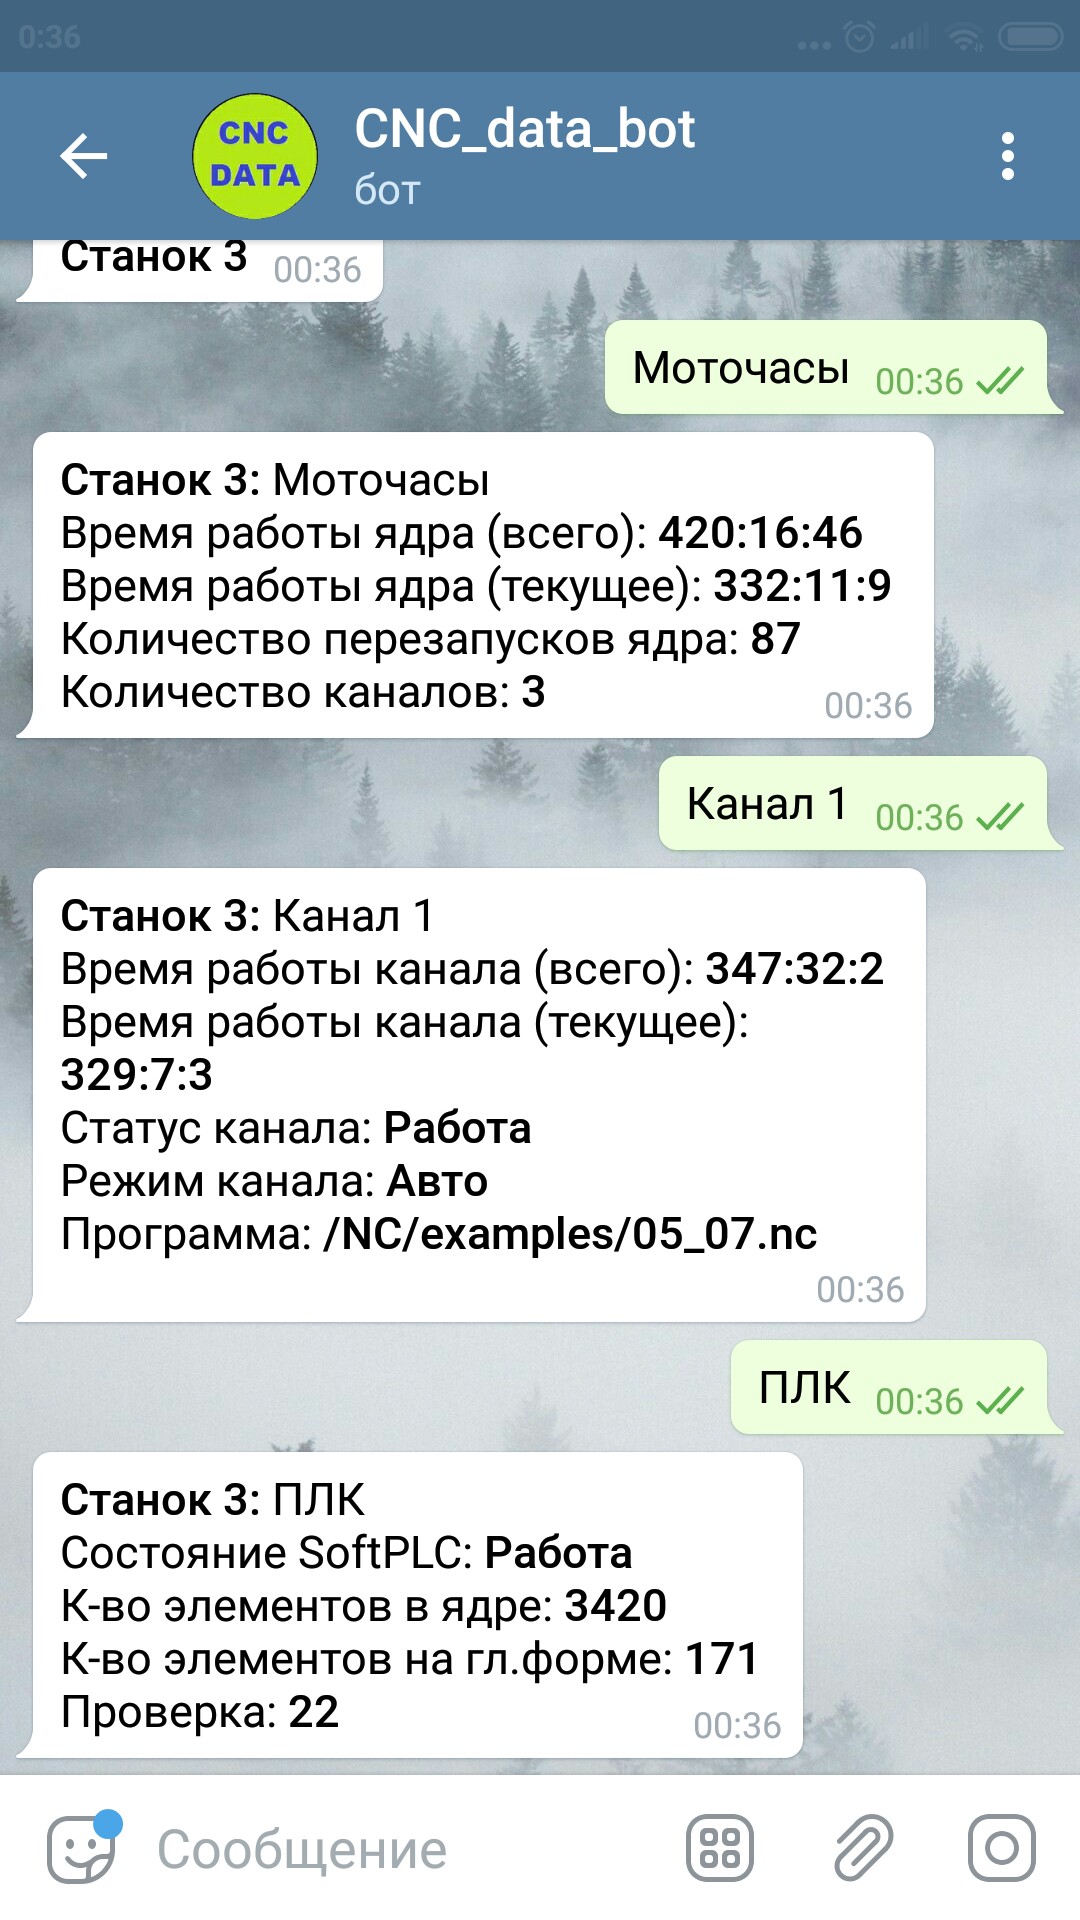 0:36
CNC
DATA
CNC_data_bot
бот
Станок 3 00:36
Моточасы 00:36
Станок 3: Моточасы
Время работы ядра (всего): 420:16:46
Время работы ядра (текущее): 332:11:9
Количество перезапусков ядра: 87
Количество каналов: 3
00:36
Канал 1 00:36
Станок 3: Канал 1
Время работы канала (всего): 347:32:2
Время работы канала (текущее):
329:7:3
Статус канала: Работа
Режим канала: Авто
Программа: /NC/examples/05_07.nc
00:36
ПЛК 00:36
Станок 3: ПЛК
Состояние SoftPLC: Работа
К-во элементов в ядре: 3420
К-во элементов на гл.форме: 171
Проверка: 22
00:36
Сообщение